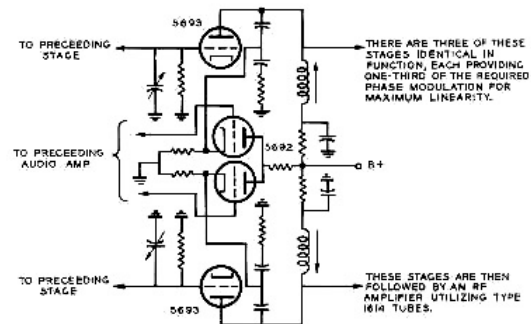 5693
TO PRECEEDING
STAGE
THERE ARE THREE OF THESE
STAGES IDENTICAL IN
FUNCTION, EACH PROVIDING
ONE-THIRD OF THE REQUIRED
PHASE MODULATION FOR
MAXIMUM LINEARITY.
5692
TO PRECEEDING
AUDIO AMP
B+
TO PRECEEDING
STAGE
5693
THESE STAGES ARE THEN
FOLLOWED BY AN RF
AMPLIFIER UTILIZING TYPE
1614 TUBES.